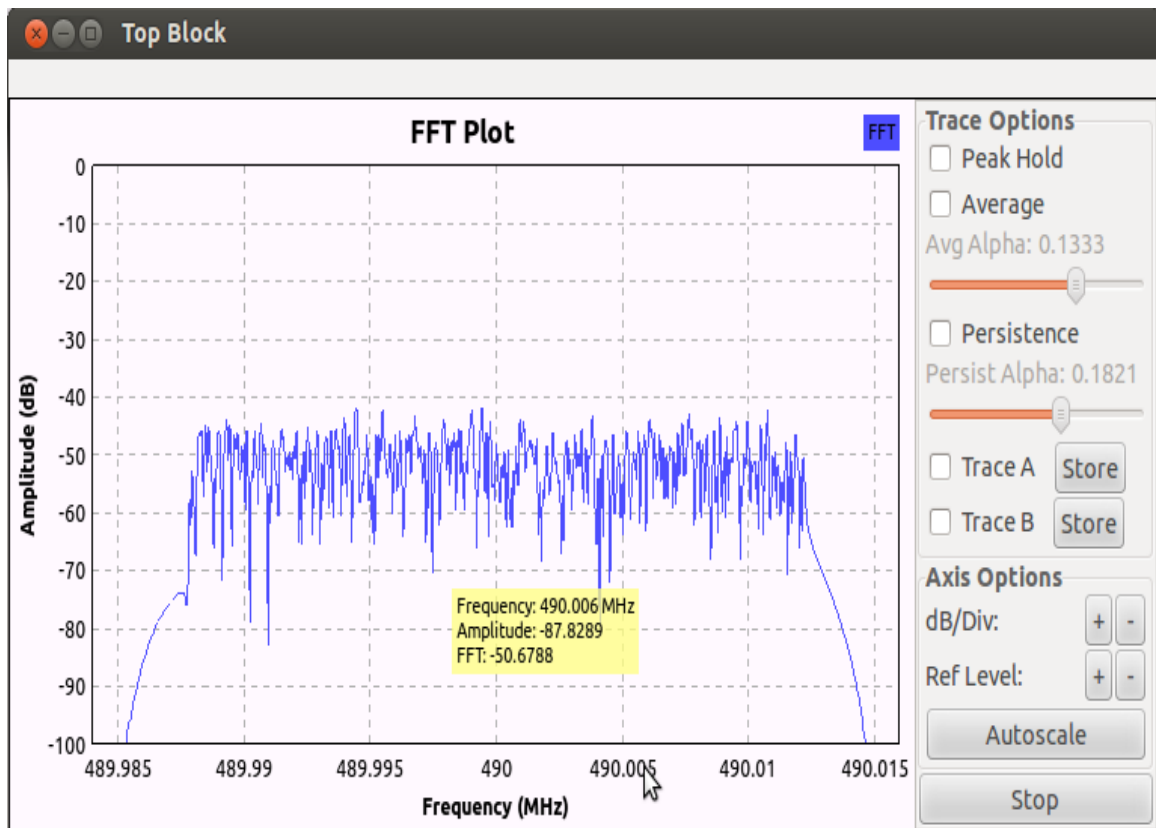 Top Block
FFT Plot
FFT
0
-10
-20
-30
-40
-50
-60
-70
-80
-90
-100
Amplitude (dB)
Frequency: 490.006 MHz
Amplitude: -87.8289
FFT: -50.6788
489.985 489.99 489.995 490 490.005 490.01 490.015
Frequency (MHz)
Trace Options
Peak Hold
Average
Avg Alpha: 0.1333
Persistence
Persist Alpha: 0.1821
Trace A Store
Trace B Store
Axis Options
dB/Div: + -
Ref Level: + -
Autoscale
Stop